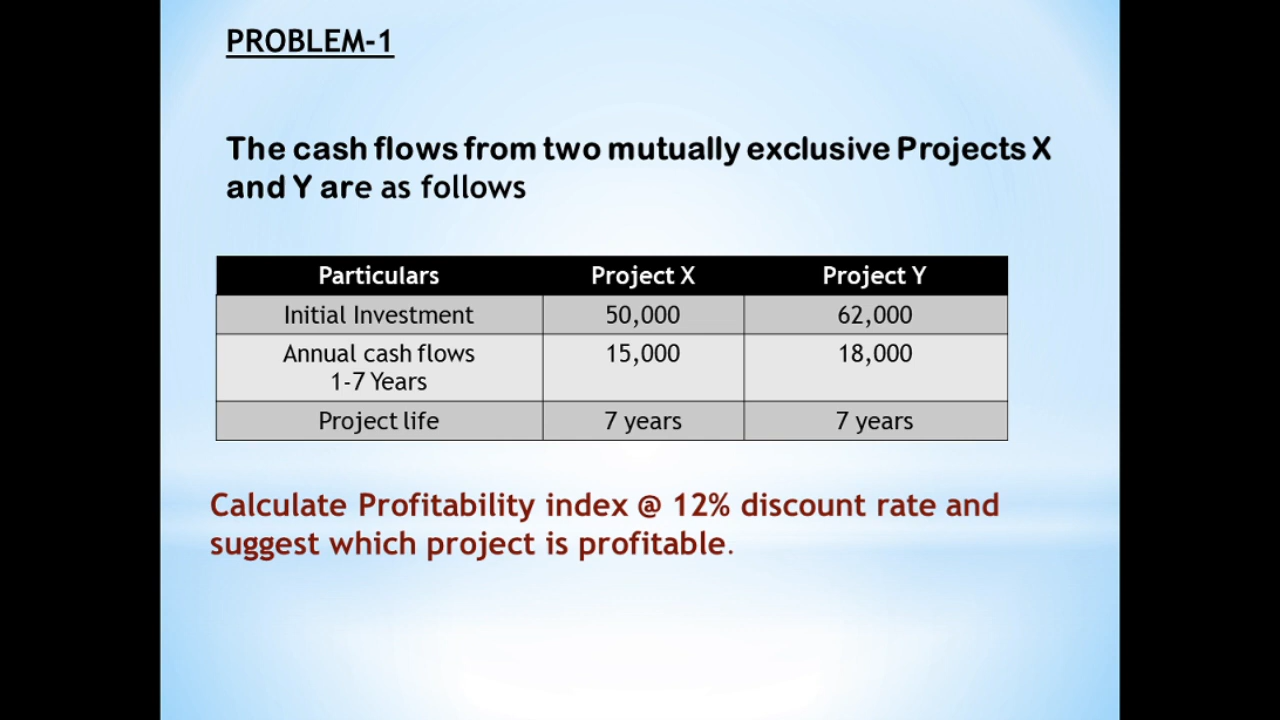 PROBLEM-1
The cash flows from two mutually exclusive Projects X
and Y are as follows
Particulars Project X Project Y
Initial Investment 50,000 62,000
Annual cash flows 15,000 18,000
1-7 Years
Project life 7 years 7 years
Calculate Profitability index @ 12% discount rate and
suggest which project is profitable.